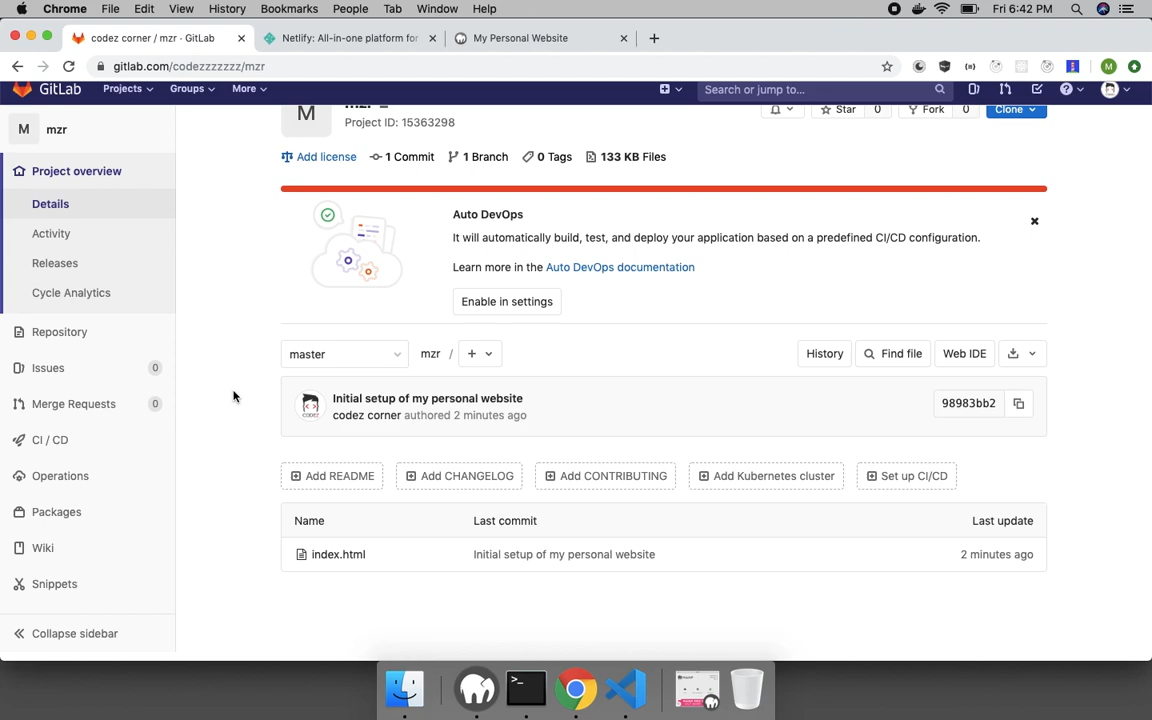 Chrome File Edit View History Bookmarks People Tab Window Help Fri 6:42 PM
codez corner / mzr · GitLab Netlify: All-in-one platform for My Personal Website
gitlab.com/codezzzzzzz/mzr M
GitLab Projects Groups More Search or jump to...
M mzr
M
Project ID: 15363298
Star 0 Fork 0 Clone
Add license 1 Commit 1 Branch 0 Tags 133 KB Files
Project overview
Details
Activity
Releases
Cycle Analytics
Repository
Issues 0
Merge Requests 0
CI / CD
Operations
Packages
Wiki
Snippets
Collapse sidebar
Auto DevOps
It will automatically build, test, and deploy your application based on a predefined CI/CD configuration.
Learn more in the Auto DevOps documentation
Enable in settings
master mzr / + History Find file Web IDE
Initial setup of my personal website
codez corner authored 2 minutes ago
98983bb2
Add README Add CHANGELOG Add CONTRIBUTING Add Kubernetes cluster Set up CI/CD
Name Last commit Last update
index.html Initial setup of my personal website 2 minutes ago